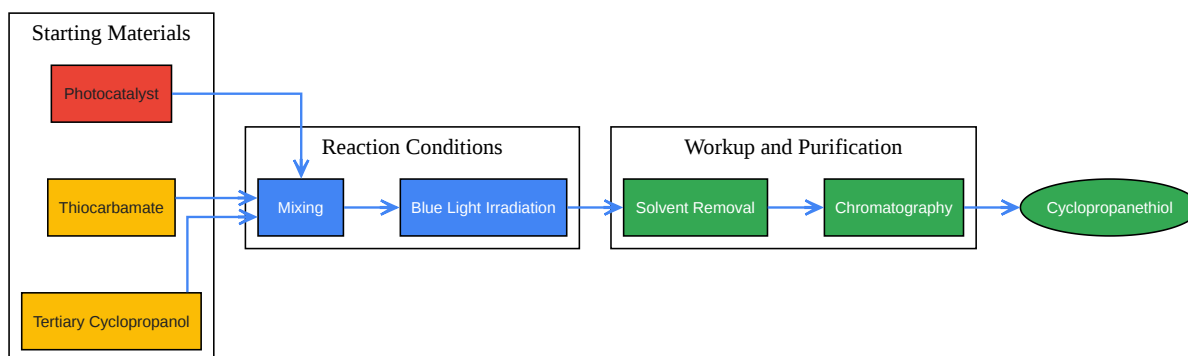 Starting Materials
Photocatalyst
Reaction Conditions
Workup and Purification
Thiocarbamate
Mixing
Blue Light Irradiation
Solvent Removal
Chromatography
Cyclopropanethiol
Tertiary Cyclopropanol